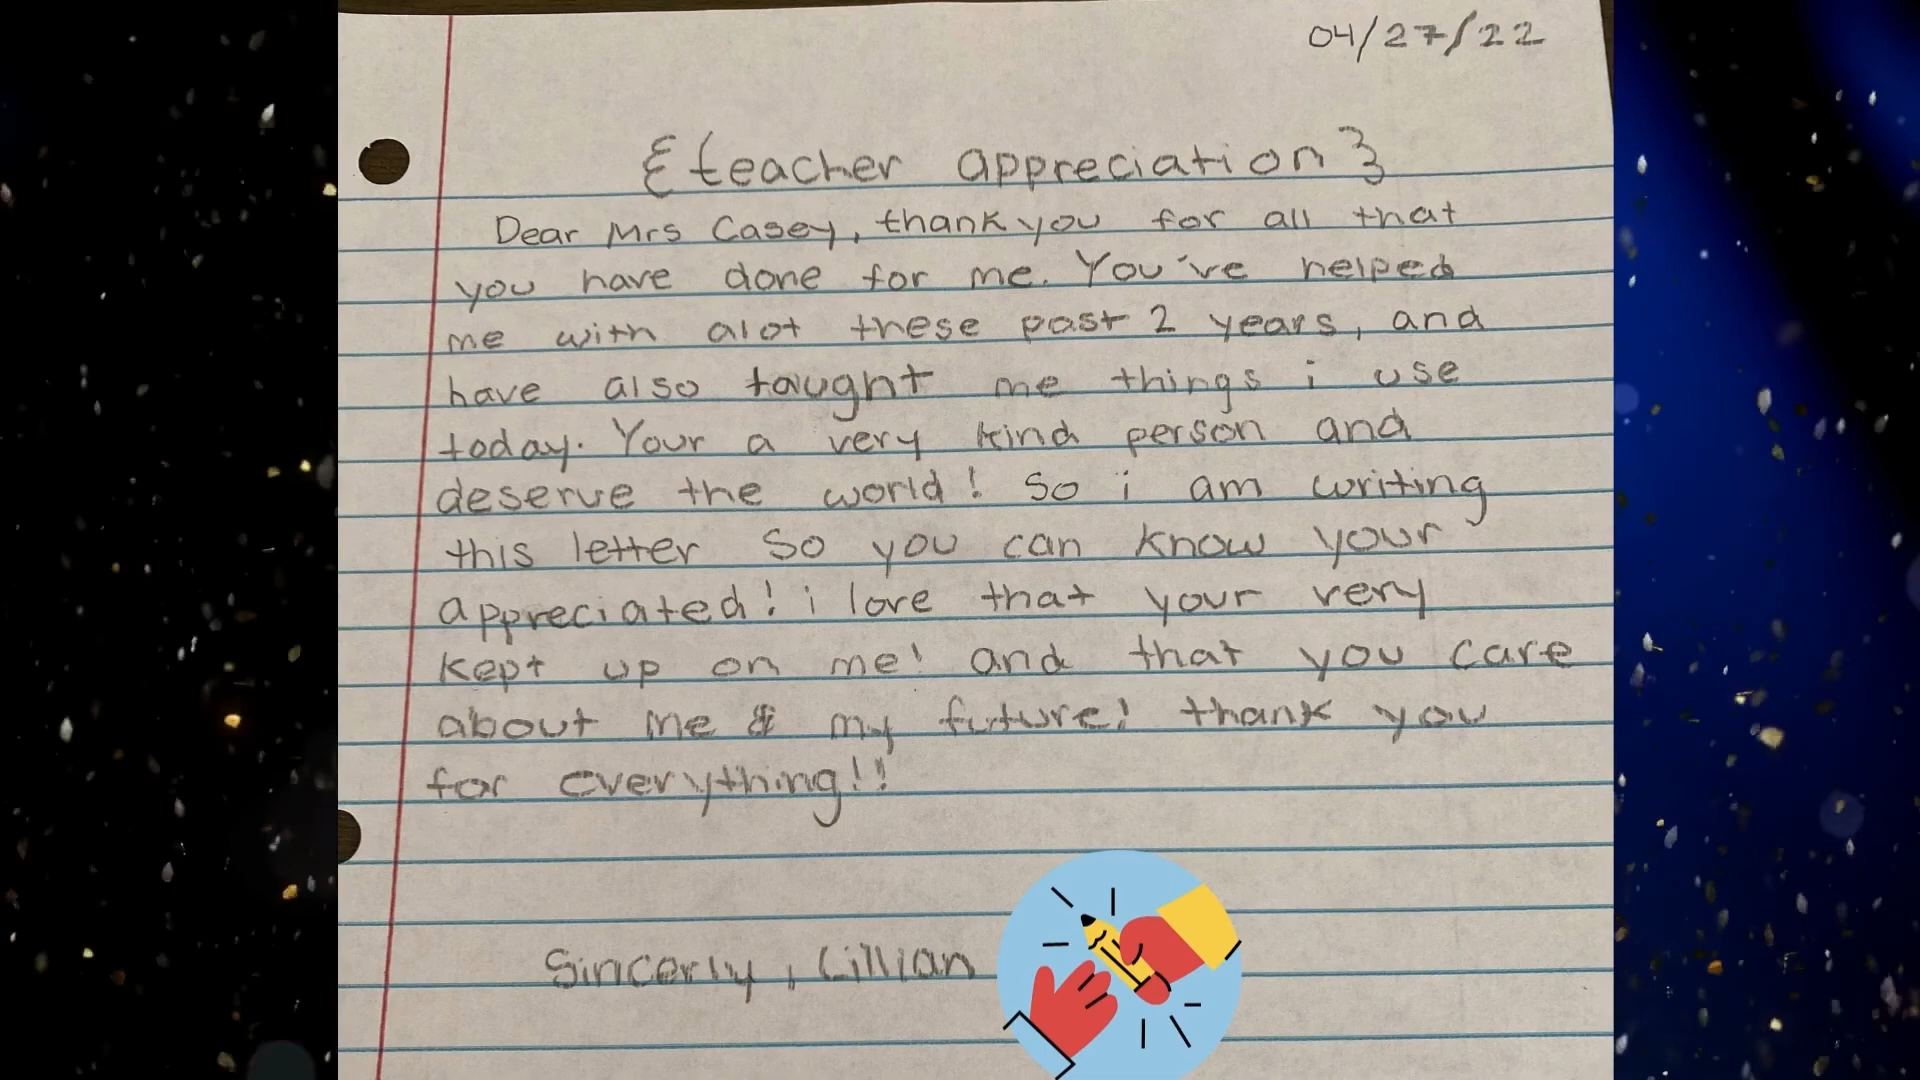 04/27/22
{teacher appreciation}
Dear Mrs Casey, thank you for all that
you have done for me. You've helped
me with alot these past 2 years, and
have also taught me things i use
today. Your a very kind person and
deserve the world! So i am writing
this letter so you can know your
appreciated! i love that your very
kept up on me! and that you care
about me & my future! thank you
for everything!!
Sincerly, Lillian